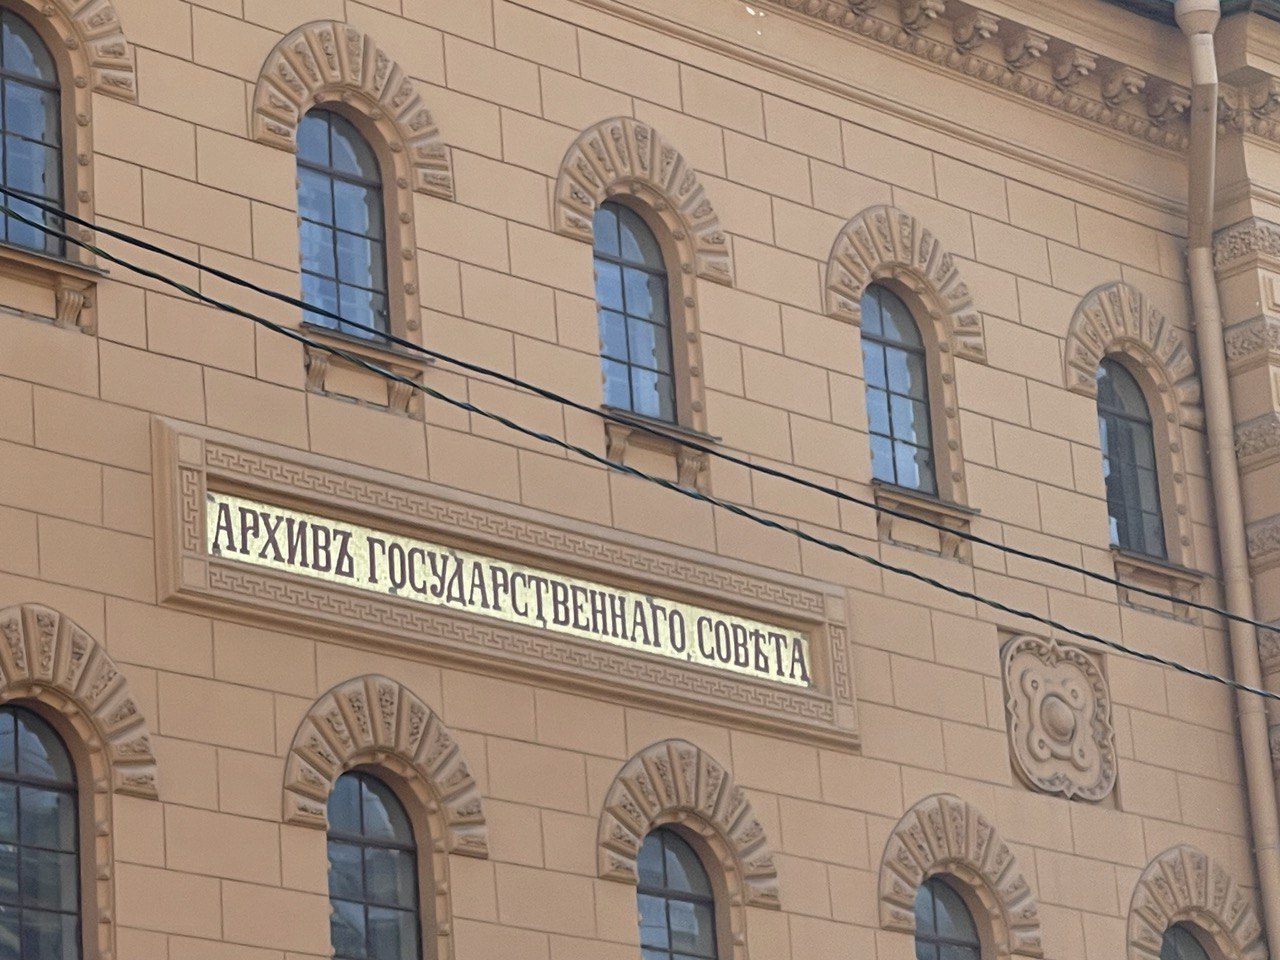 АРХИВЪ ГОСУДАРСТВЕННАГО СОВѢТА